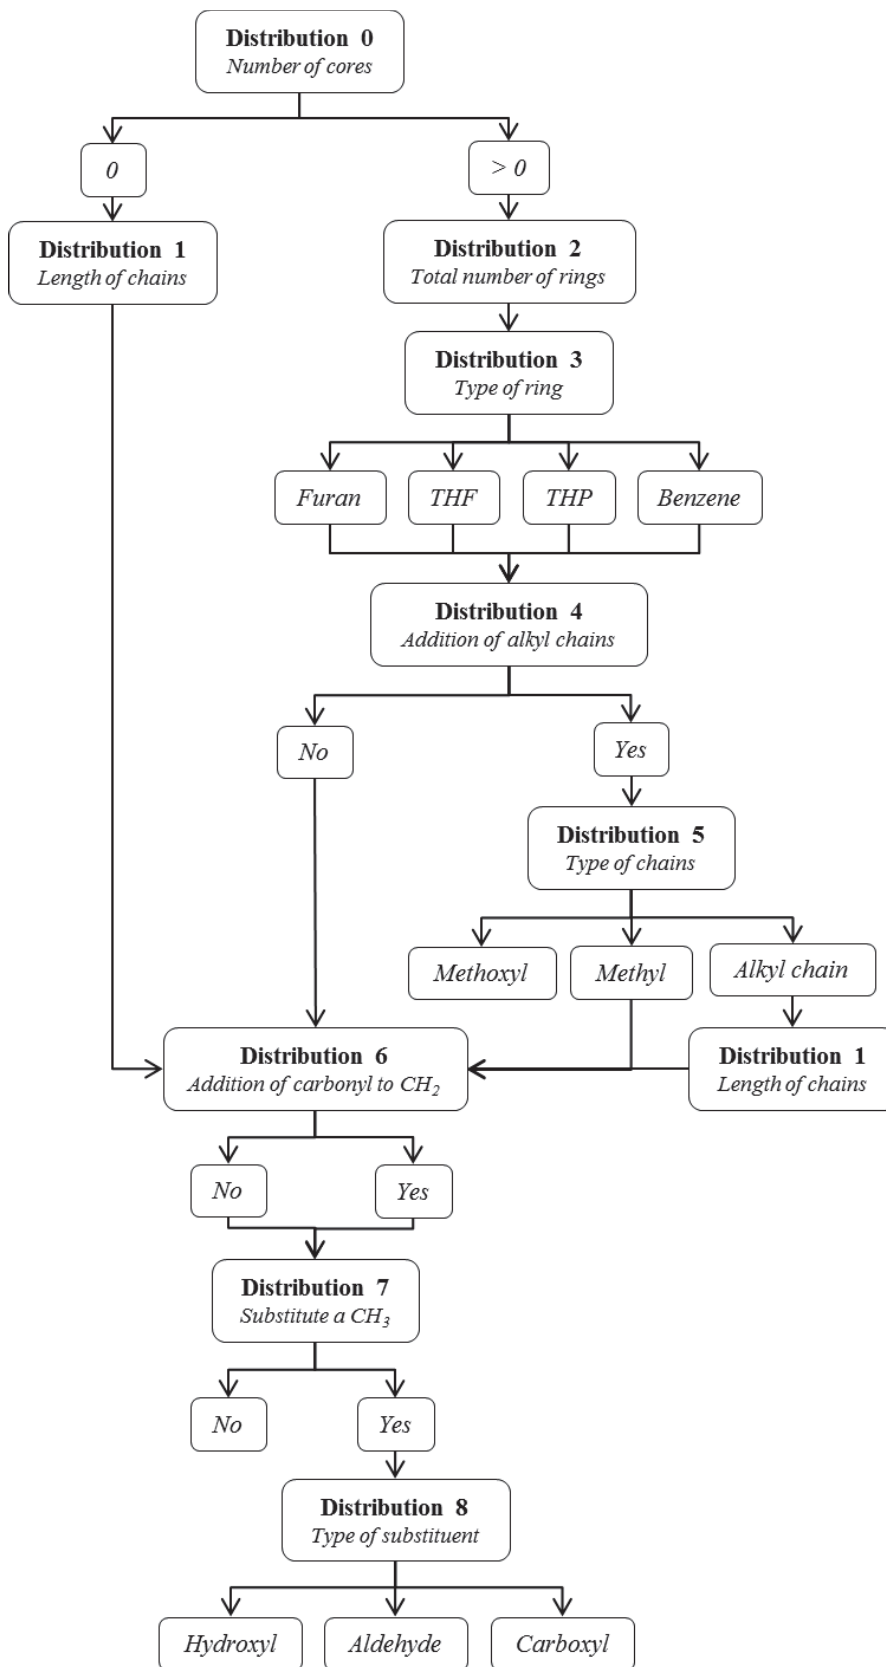 Distribution 0
Number of cores
0
> 0
Distribution 1
Length of chains
Distribution 2
Total number of rings
Distribution 3
Type of ring
Furan
THF
THP
Benzene
Distribution 4
Addition of alkyl chains
No
Yes
Distribution 5
Type of chains
Methoxyl
Methyl
Alkyl chain
Distribution 6
Addition of carbonyl to CH₂
Distribution 1
Length of chains
No
Yes
Distribution 7
Substitute a CH₃
No
Yes
Distribution 8
Type of substituent
Hydroxyl
Aldehyde
Carboxyl